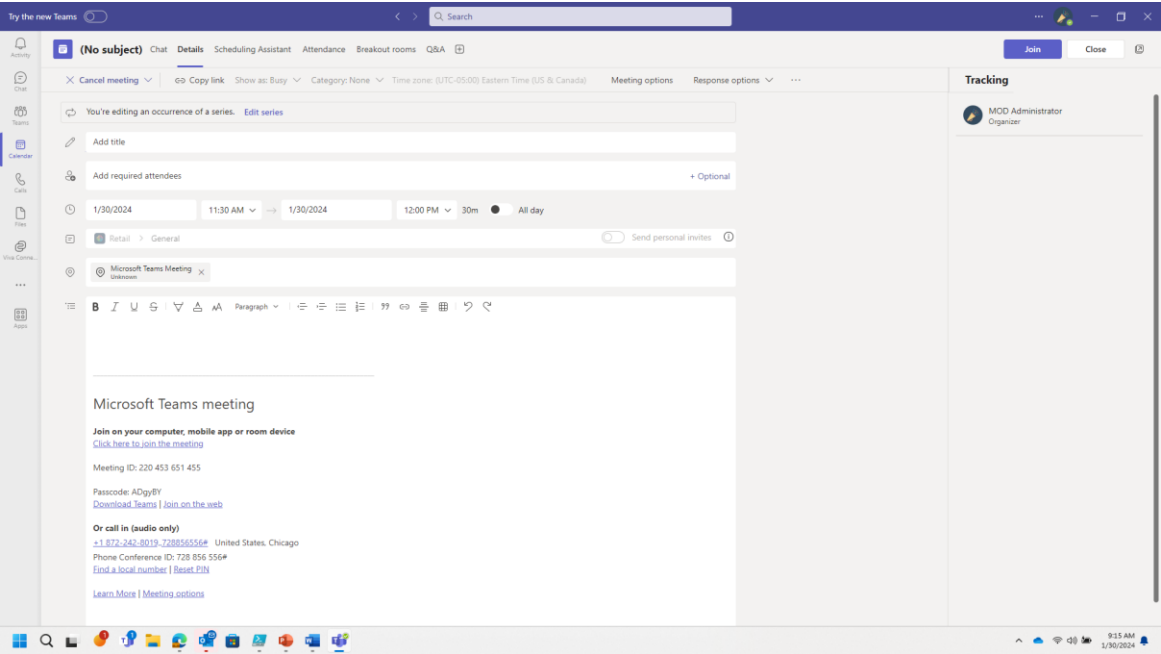 Try the new Teams
Search
Activity
Chat
Teams
Calendar
Calls
Files
Viva Conne...
Apps
(No subject) Chat Details Scheduling Assistant Attendance Breakout rooms Q&A
Join Close
Cancel meeting Copy link Show as: Busy Category: None Time zone: (UTC-05:00) Eastern Time (US & Canada) Meeting options Response options ...
Tracking
MOD Administrator
Organizer
You're editing an occurrence of a series. Edit series
Add title
Add required attendees + Optional
1/30/2024 11:30 AM → 1/30/2024 12:00 PM 30m All day
Retail > General Send personal invites
Microsoft Teams Meeting
Unknown
B I U S A AA Paragraph
Microsoft Teams meeting
Join on your computer, mobile app or room device
Click here to join the meeting
Meeting ID: 220 453 651 455
Passcode: ADgyBY
Download Teams | Join on the web
Or call in (audio only)
+1 872-242-8019,,728856556# United States, Chicago
Phone Conference ID: 728 856 556#
Find a local number | Reset PIN
Learn More | Meeting options
9:15 AM
1/30/2024